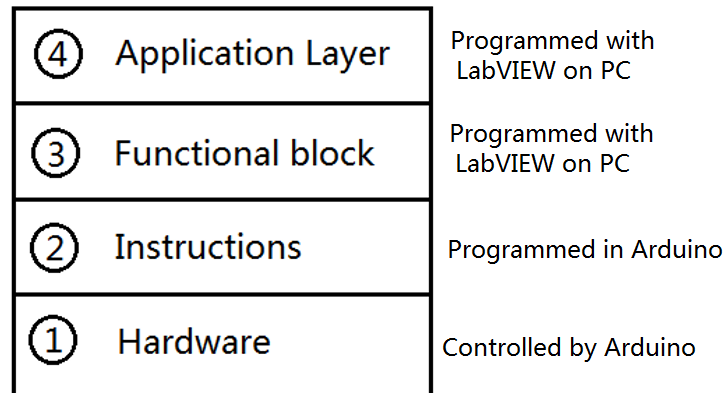 ④ Application Layer
Programmed with
LabVIEW on PC
③ Functional block
Programmed with
LabVIEW on PC
② Instructions
Programmed in Arduino
① Hardware
Controlled by Arduino